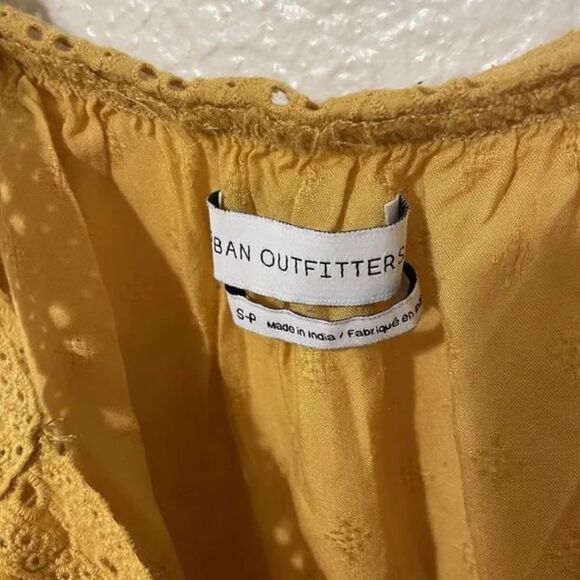 BAN OUTFITTERS
S-P Made in India / Fabriqué en